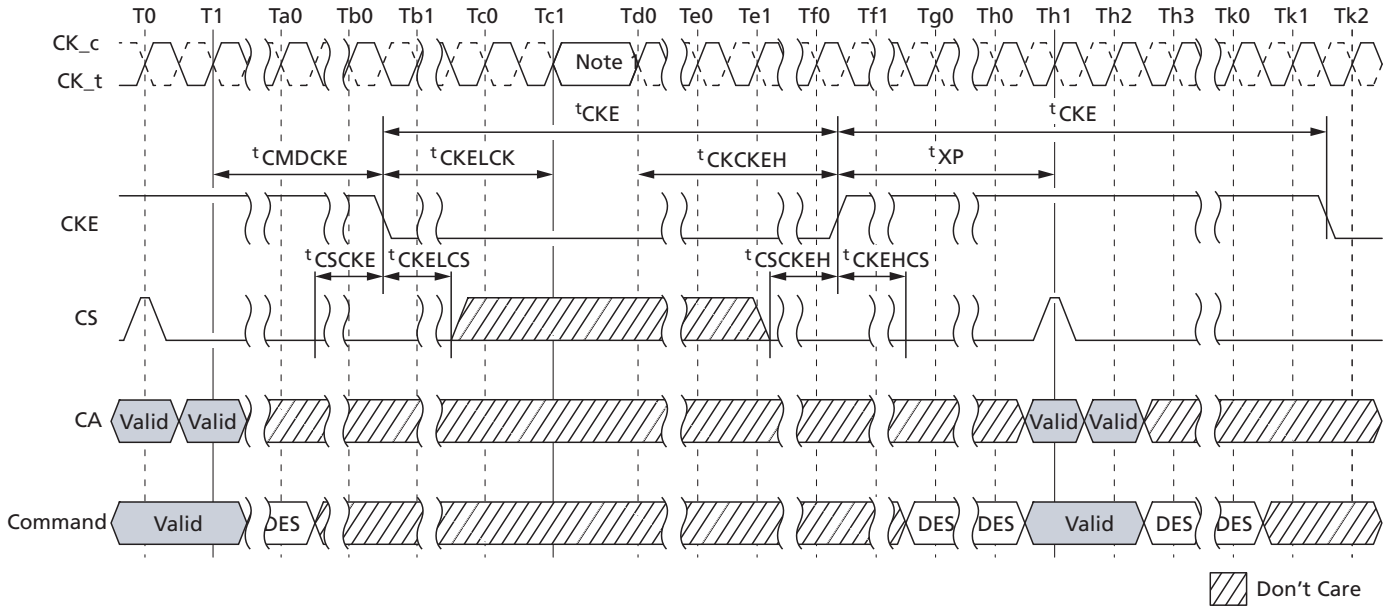 T0 T1 Ta0 Tb0 Tb1 Tc0 Tc1 Td0 Te0 Te1 Tf0 Tf1 Tg0 Th0 Th1 Th2 Th3 Tk0 Tk1 Tk2
CK_c
Note 1
CK_t
tCKE tCKE
tCMDCKE tCKELCK tCKCKEH tXP
CKE
tCSCKE tCKELCS tCSCKEH tCKEHCS
CS
CA Valid Valid Valid Valid
Command Valid DES DES DES Valid DES DES
Don't Care